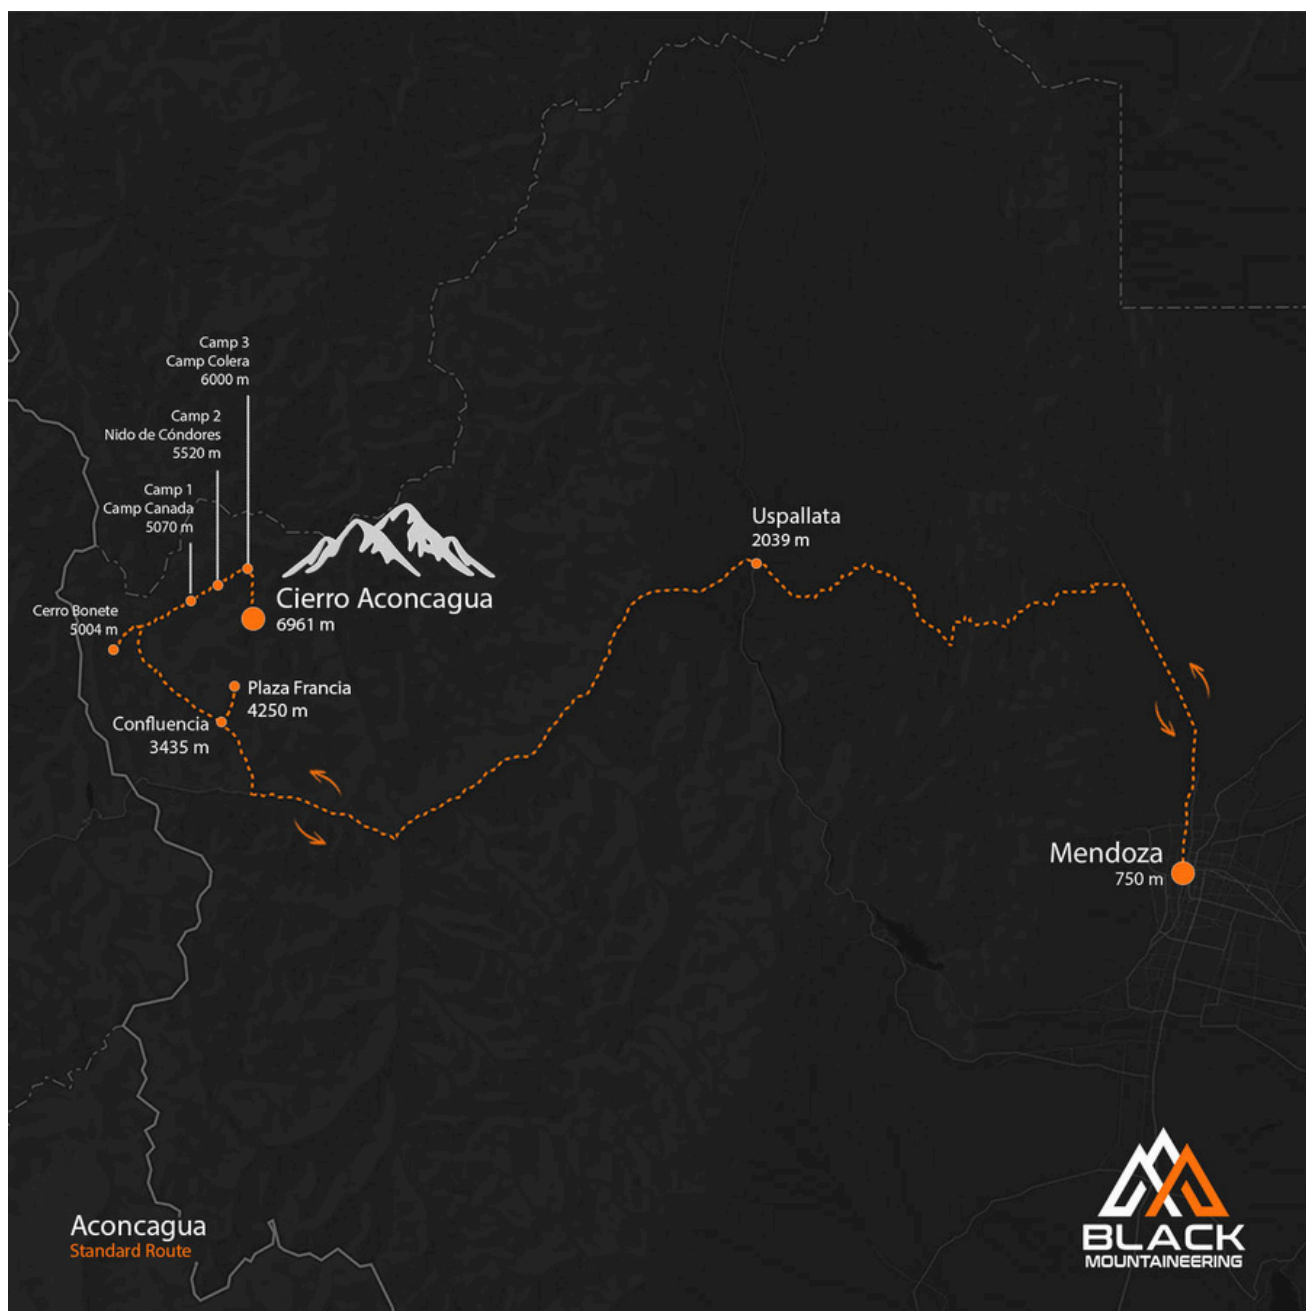 Camp 3
Camp Colera
6000 m
Camp 2
Nido de Cóndores
5520 m
Camp 1
Camp Canada
5070 m
Cerro Bonete
5004 m
Cierro Aconcagua
6961 m
Plaza Francia
4250 m
Confluencia
3435 m
Uspallata
2039 m
Mendoza
750 m
Aconcagua
Standard Route
BLACK
MOUNTAINEERING